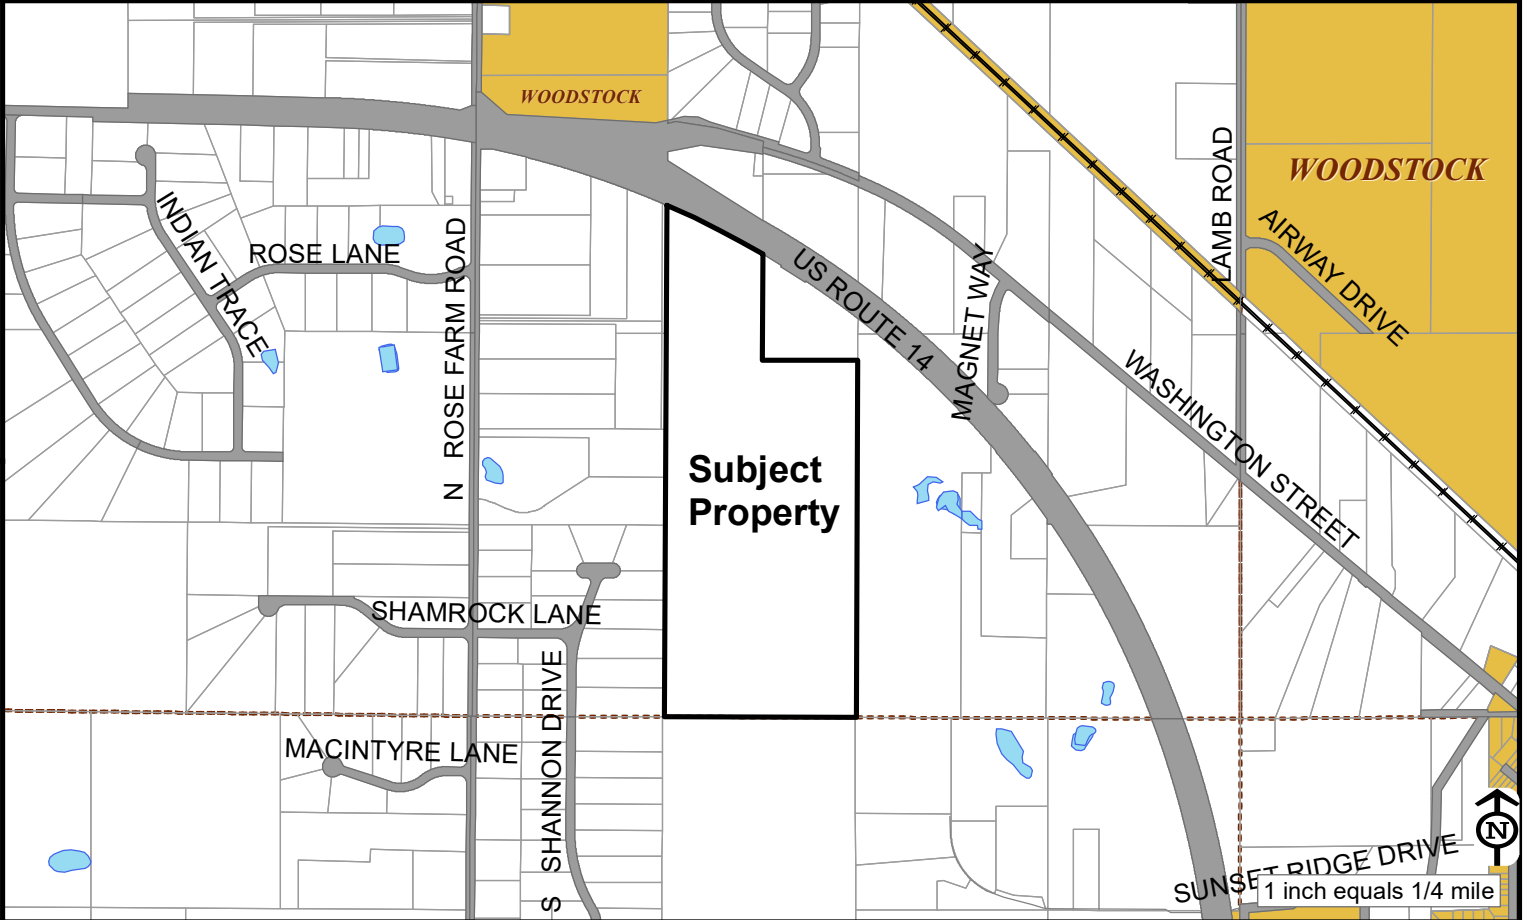 WOODSTOCK
WOODSTOCK
LAMB ROAD
AIRWAY DRIVE
INDIAN TRACE
ROSE LANE
N ROSE FARM ROAD
US ROUTE 14
MAGNET WAY
WASHINGTON STREET
Subject
Property
SHAMROCK LANE
S SHANNON DRIVE
MACINTYRE LANE
N
SUNSET RIDGE DRIVE
1 inch equals 1/4 mile